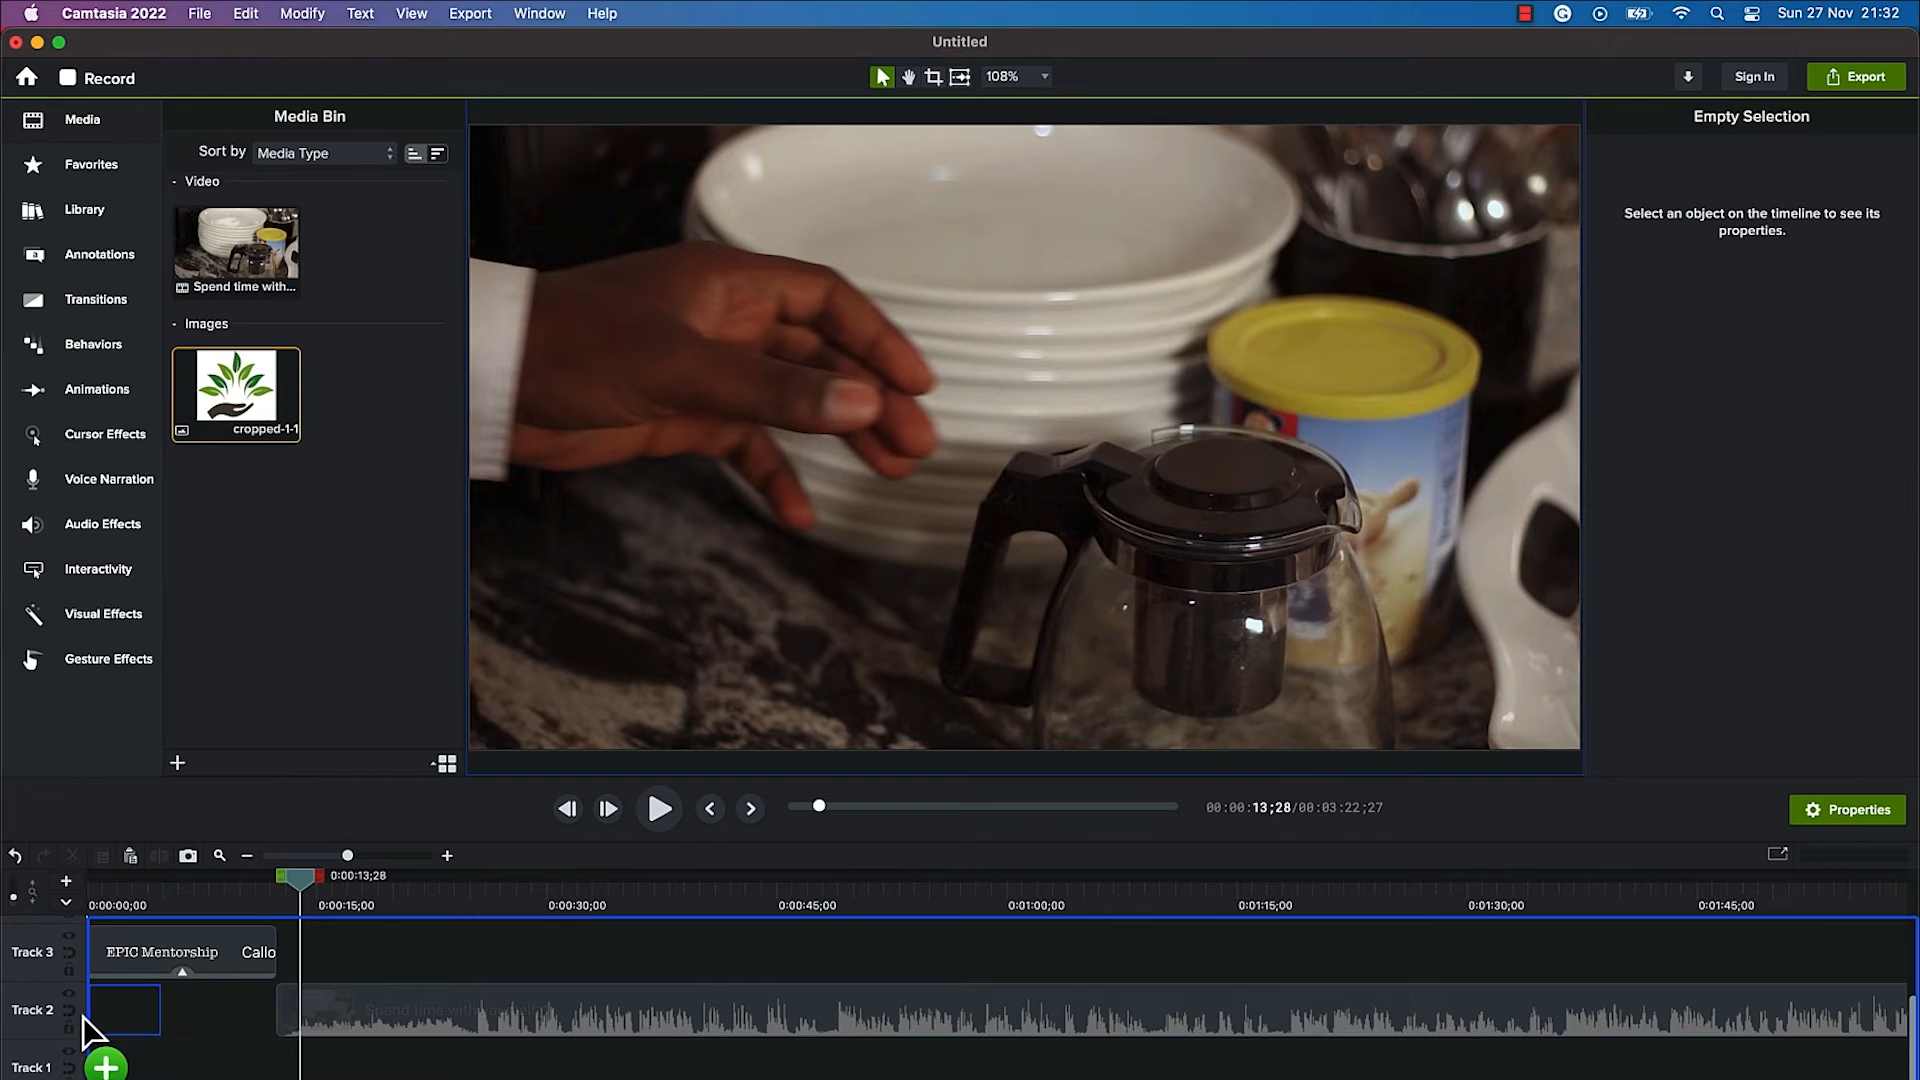 Camtasia 2022 File Edit Modify Text View Export Window Help Sun 27 Nov 21:32
Untitled
Record 108% Sign In Export
Media
Favorites
Library
Annotations
Transitions
Behaviors
Animations
Cursor Effects
Voice Narration
Audio Effects
Interactivity
Visual Effects
Gesture Effects
Media Bin
Sort by Media Type
Video
Spend time with...
Images
cropped-1-1
Empty Selection
Select an object on the timeline to see its
properties.
00:00:13;28/00:03:22;27
Properties
0:00:13;28
0:00:00;00 0:00:15;00 0:00:30;00 0:00:45;00 0:01:00;00 0:01:15;00 0:01:30;00 0:01:45;00
Track 3 EPIC Mentorship Callo
Track 2 Spend time with
Track 1